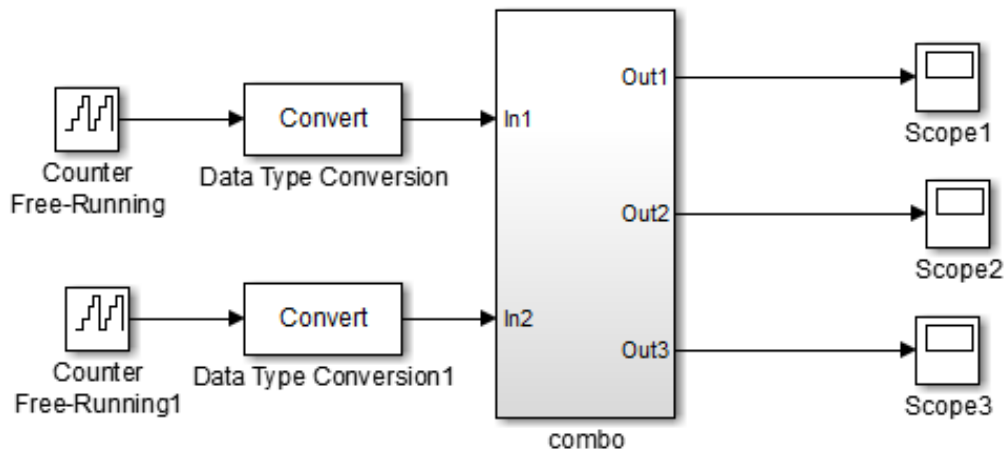 Counter
Free-Running
Convert
Data Type Conversion
Counter
Free-Running1
Convert
Data Type Conversion1
In1
In2
Out1
Out2
Out3
combo
Scope1
Scope2
Scope3